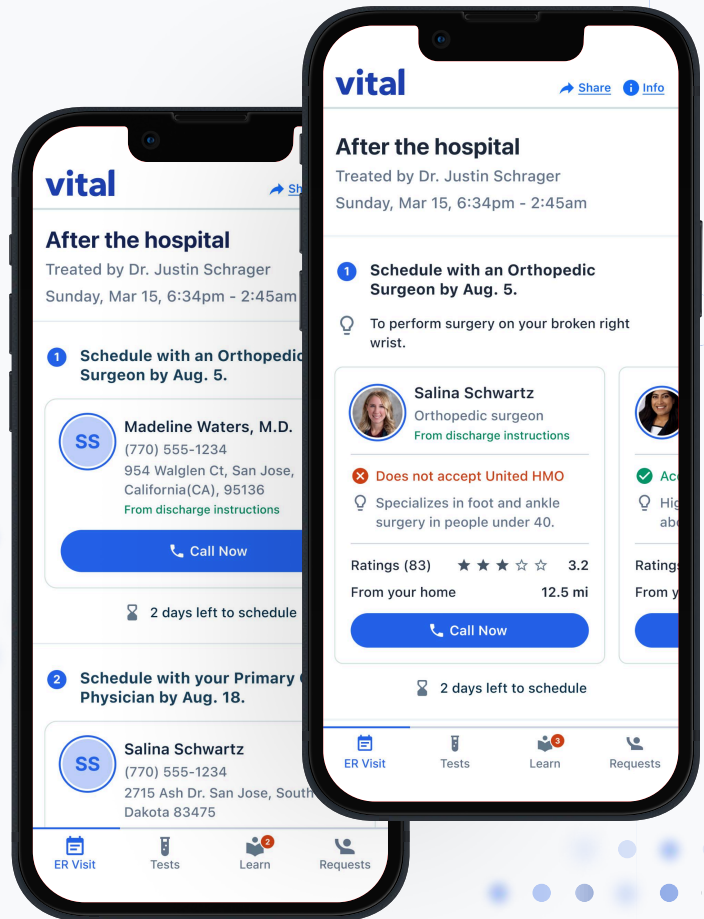 vital
Sh
After the hospital
Treated by Dr. Justin Schrager
Sunday, Mar 15, 6:34pm - 2:45am
1
Schedule with an Orthopedic
Surgeon by Aug. 5.
SS
Madeline Waters, M.D.
(770) 555-1234
954 Walglen Ct, San Jose,
California(CA), 95136
From discharge instructions
Call Now
2 days left to schedule
2
Schedule with your Primary
Physician by Aug. 18.
SS
Salina Schwartz
(770) 555-1234
2715 Ash Dr. San Jose, South
Dakota 83475
ER Visit
Tests
2
Learn
Requests
vital
Share
Info
After the hospital
Treated by Dr. Justin Schrager
Sunday, Mar 15, 6:34pm - 2:45am
1
Schedule with an Orthopedic
Surgeon by Aug. 5.
To perform surgery on your broken right
wrist.
Salina Schwartz
Orthopedic surgeon
From discharge instructions
Does not accept United HMO
Specializes in foot and ankle
surgery in people under 40.
Ratings (83) 3.2
From your home 12.5 mi
Call Now
2 days left to schedule
Ac
Hig
abo
Ratings
From y
ER Visit
Tests
3
Learn
Requests